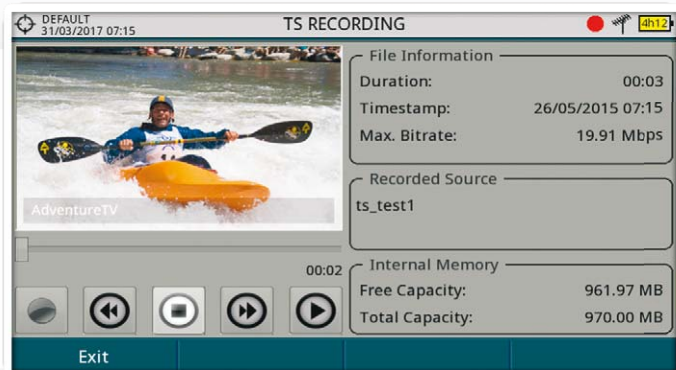 DEFAULT
31/03/2017 07:15
TS RECORDING
4h12
AdventureTV
00:02
File Information
Duration: 00:03
Timestamp: 26/05/2015 07:15
Max. Bitrate: 19.91 Mbps
Recorded Source
ts_test1
Internal Memory
Free Capacity: 961.97 MB
Total Capacity: 970.00 MB
Exit